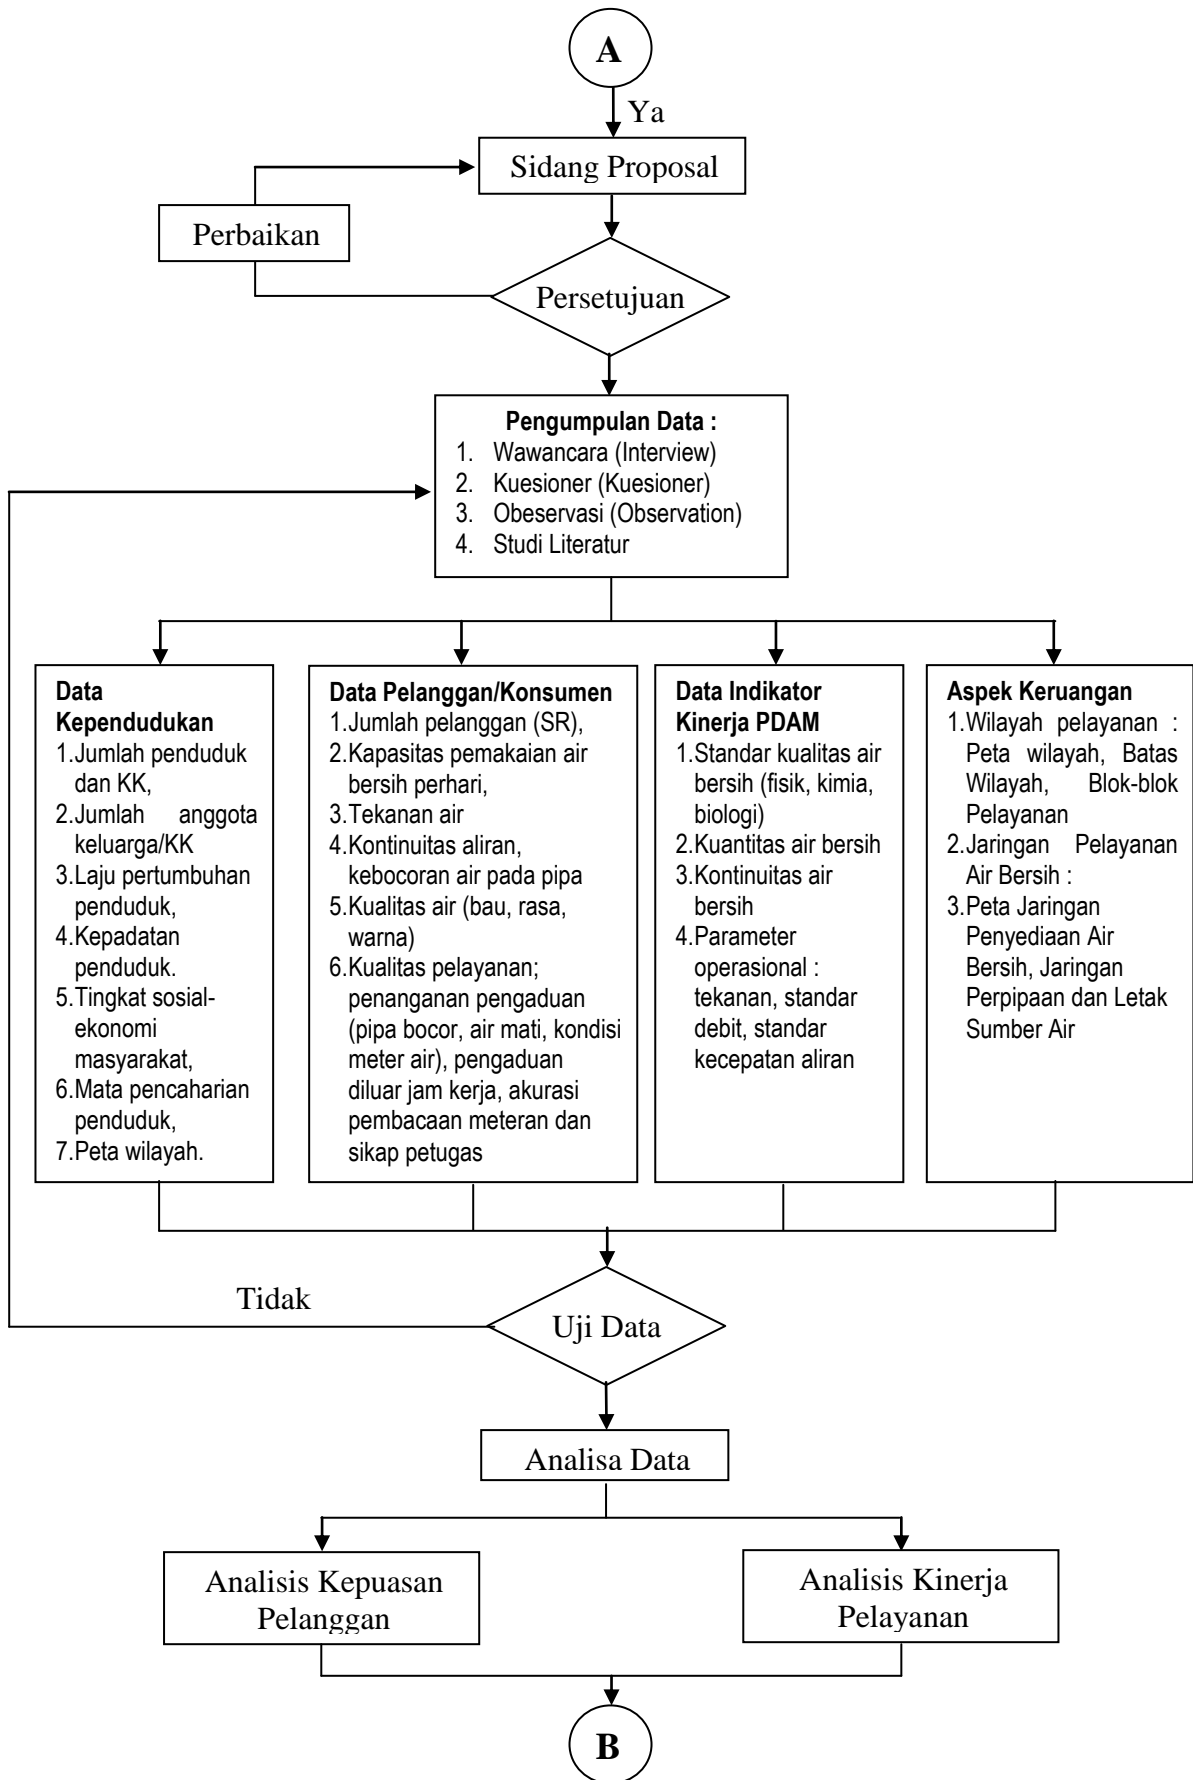 A
Ya
Sidang Proposal
Perbaikan
Persetujuan
Pengumpulan Data :
1. Wawancara (Interview)
2. Kuesioner (Kuesioner)
3. Obeservasi (Observation)
4. Studi Literatur
Data
Kependudukan
1.Jumlah penduduk
dan KK,
2.Jumlah anggota
keluarga/KK
3.Laju pertumbuhan
penduduk,
4.Kepadatan
penduduk.
5.Tingkat sosial-
ekonomi
masyarakat,
6.Mata pencaharian
penduduk,
7.Peta wilayah.
Data Pelanggan/Konsumen
1.Jumlah pelanggan (SR),
2.Kapasitas pemakaian air
bersih perhari,
3.Tekanan air
4.Kontinuitas aliran,
kebocoran air pada pipa
5.Kualitas air (bau, rasa,
warna)
6.Kualitas pelayanan;
penanganan pengaduan
(pipa bocor, air mati, kondisi
meter air), pengaduan
diluar jam kerja, akurasi
pembacaan meteran dan
sikap petugas
Data Indikator
Kinerja PDAM
1.Standar kualitas air
bersih (fisik, kimia,
biologi)
2.Kuantitas air bersih
3.Kontinuitas air
bersih
4.Parameter
operasional :
tekanan, standar
debit, standar
kecepatan aliran
Aspek Keruangan
1.Wilayah pelayanan :
Peta wilayah, Batas
Wilayah, Blok-blok
Pelayanan
2.Jaringan Pelayanan
Air Bersih :
3.Peta Jaringan
Penyediaan Air
Bersih, Jaringan
Perpipaan dan Letak
Sumber Air
Tidak
Uji Data
Analisa Data
Analisis Kepuasan
Pelanggan
Analisis Kinerja
Pelayanan
B